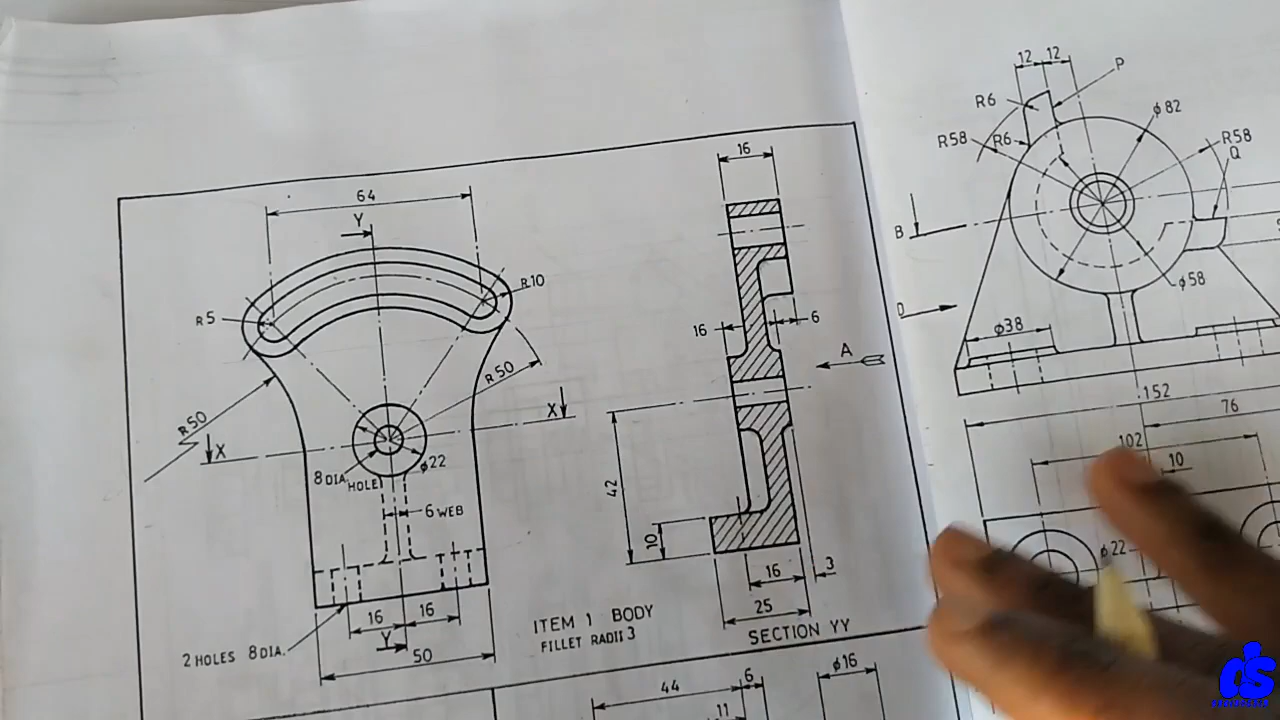 64
Y
R10
R5
R50
R50
X
X
8 DIA.
HOLE
ϕ22
6 WEB
16
16
Y
2 HOLES 8 DIA.
50
16
16
6
A
42
10
16
3
25
ITEM 1 BODY
FILLET RADII 3
SECTION YY
44
6
11
ϕ16
12
12
P
R6
ϕ82
R58
R6
R58
Q
B
D
ϕ58
ϕ38
152
76
102
10
ϕ22